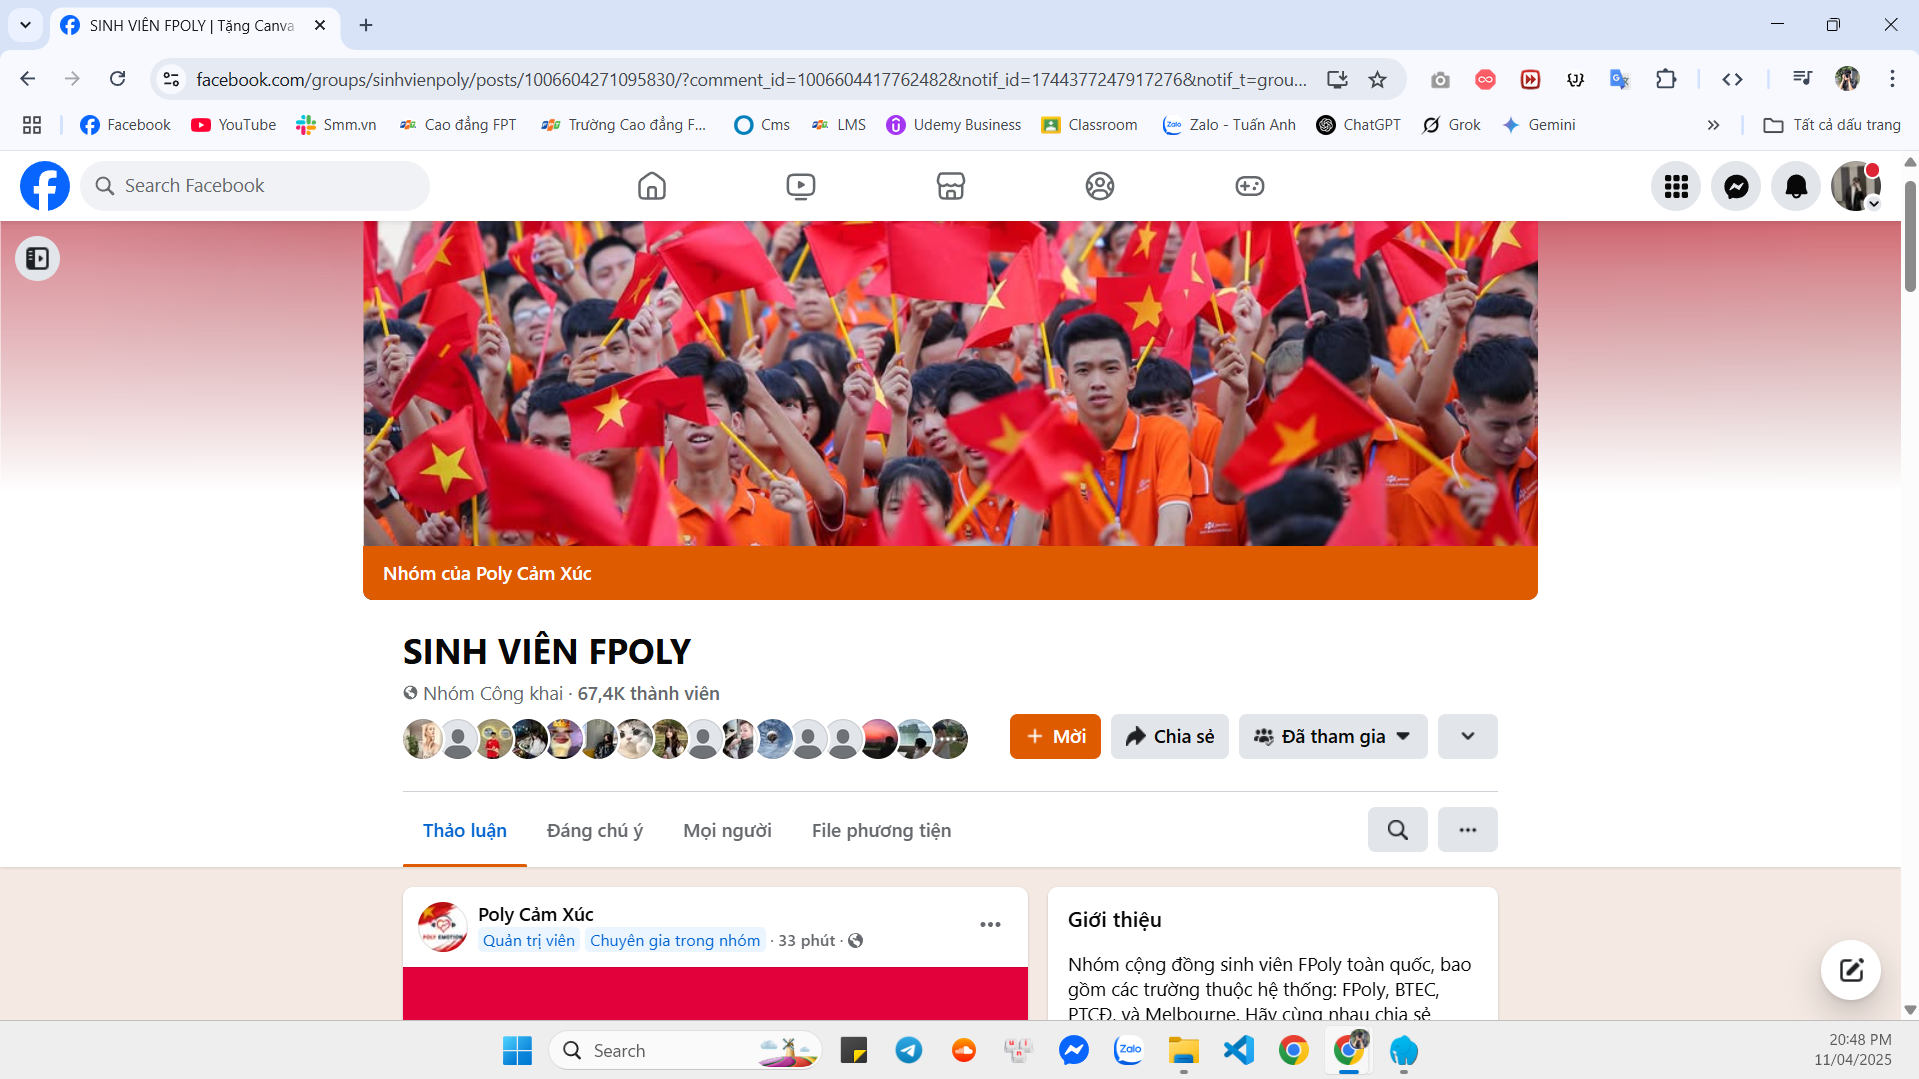 SINH VIÊN FPOLY | Tặng Canva
facebook.com/groups/sinhvienpoly/posts/1006604271095830/?comment_id=1006604417762482&notif_id=1744377247917276&notif_t=grou...
Facebook YouTube Smm.vn Cao đẳng FPT Trường Cao đẳng F... Cms LMS Udemy Business Classroom Zalo - Tuấn Anh ChatGPT Grok Gemini Tất cả dấu trang
Search Facebook
Nhóm của Poly Cảm Xúc
SINH VIÊN FPOLY
Nhóm Công khai · 67,4K thành viên
Mời Chia sẻ Đã tham gia
Thảo luận Đáng chú ý Mọi người File phương tiện
Poly Cảm Xúc
Quản trị viên Chuyên gia trong nhóm · 33 phút ·
Giới thiệu
Nhóm cộng đồng sinh viên FPoly toàn quốc, bao
gồm các trường thuộc hệ thống: FPoly, BTEC,
PTCĐ, và Melbourne. Hãy cùng nhau chia sẻ
Search
Zalo
20:48 PM
11/04/2025